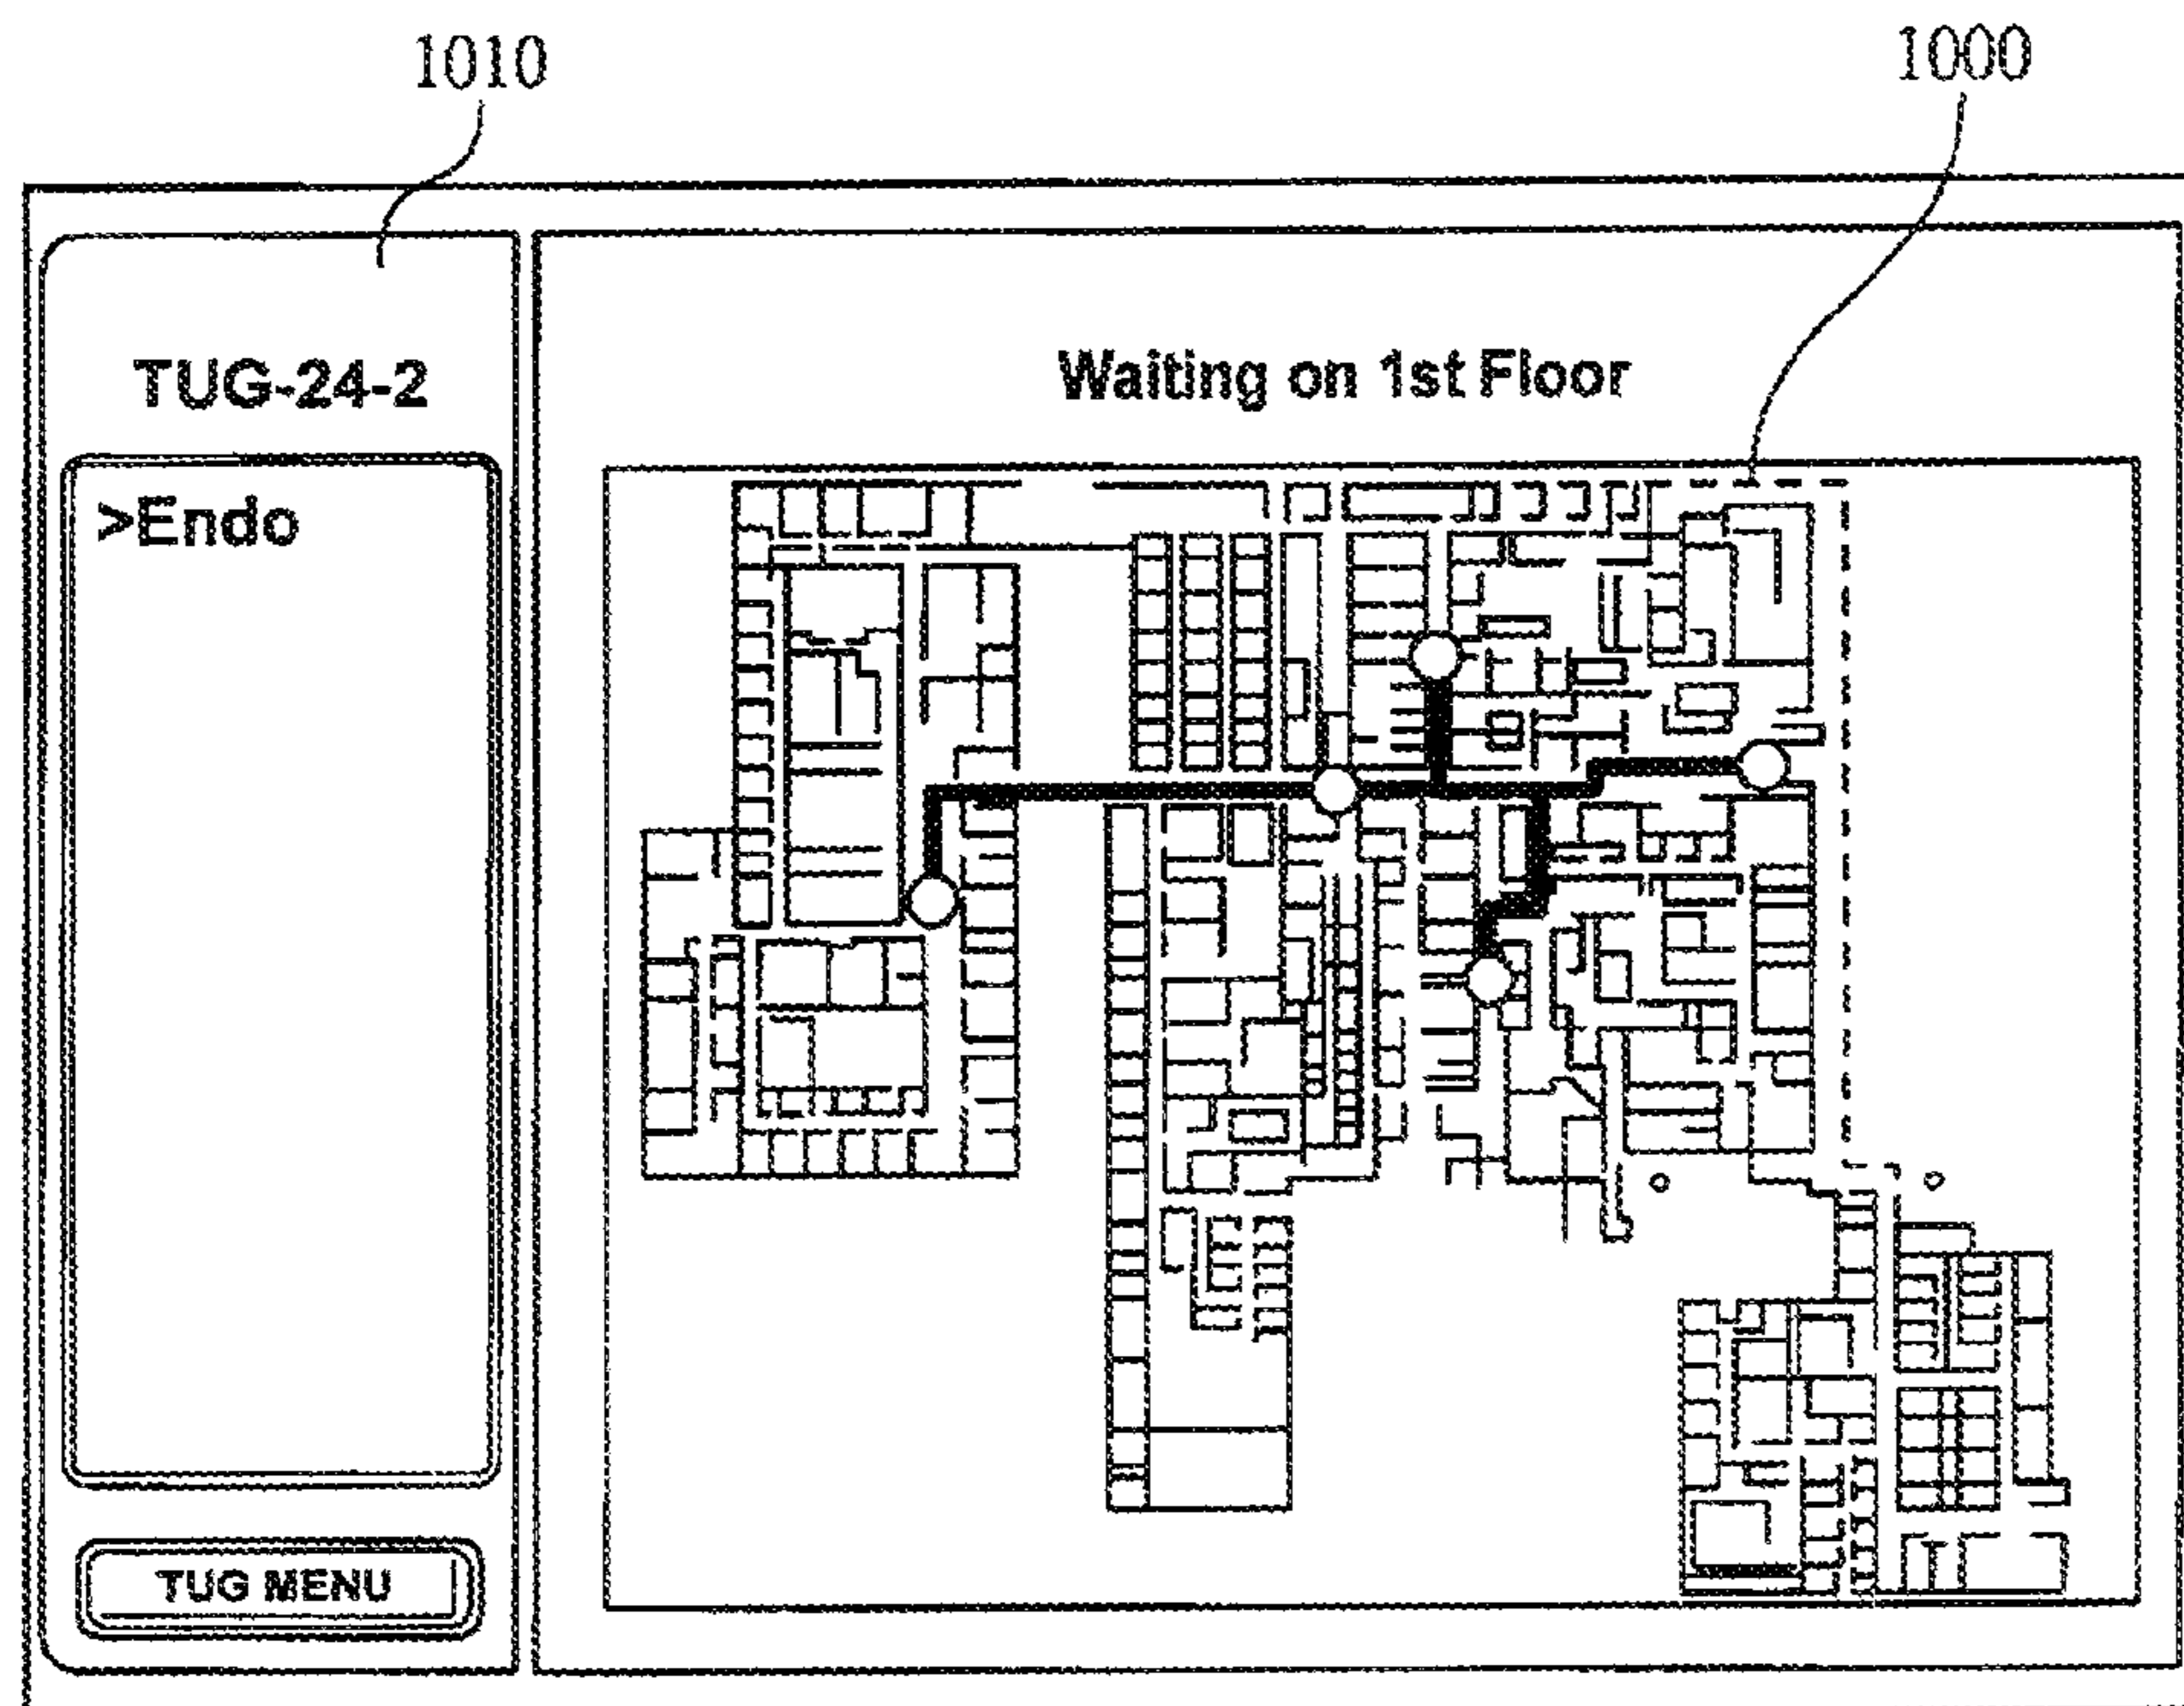 1010
1000
TUG-24-2
Waiting on 1st Floor
>Endo
TUG MENU